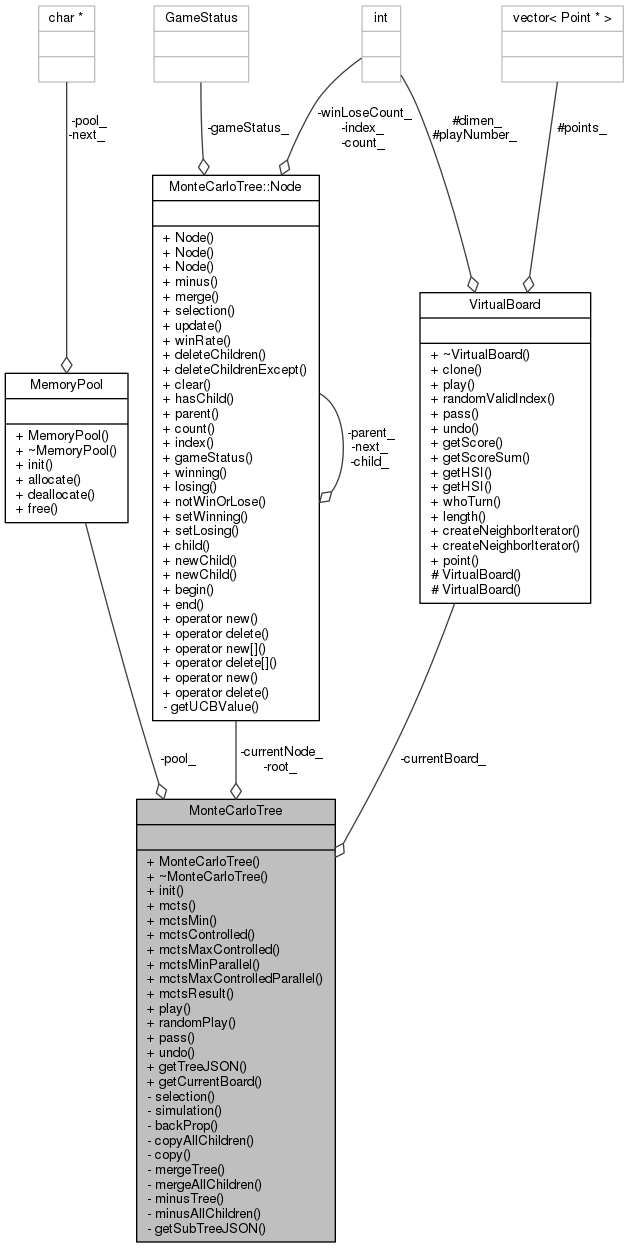 char *
GameStatus
int
vector< Point * >
-pool_
-next_
-gameStatus_
-winLoseCount_
-index_
-count_
#dimen_
#playNumber_
#points_
MonteCarloTree::Node
+ Node()
+ Node()
+ Node()
+ minus()
+ merge()
+ selection()
+ update()
+ winRate()
+ deleteChildren()
+ deleteChildrenExcept()
+ clear()
+ hasChild()
+ parent()
+ count()
+ index()
+ gameStatus()
+ winning()
+ losing()
+ notWinOrLose()
+ setWinning()
+ setLosing()
+ child()
+ newChild()
+ newChild()
+ begin()
+ end()
+ operator new()
+ operator delete()
+ operator new[]()
+ operator delete[]()
+ operator new()
+ operator delete()
- getUCBValue()
-parent_
-next_
-child_
VirtualBoard
+ ~VirtualBoard()
+ clone()
+ play()
+ randomValidIndex()
+ pass()
+ undo()
+ getScore()
+ getScoreSum()
+ getHSI()
+ getHSI()
+ whoTurn()
+ length()
+ createNeighborIterator()
+ createNeighborIterator()
+ point()
# VirtualBoard()
# VirtualBoard()
MemoryPool
+ MemoryPool()
+ ~MemoryPool()
+ init()
+ allocate()
+ deallocate()
+ free()
-pool_
-currentNode_
-root_
-currentBoard_
MonteCarloTree
+ MonteCarloTree()
+ ~MonteCarloTree()
+ init()
+ mcts()
+ mctsMin()
+ mctsControlled()
+ mctsMaxControlled()
+ mctsMinParallel()
+ mctsMaxControlledParallel()
+ mctsResult()
+ play()
+ randomPlay()
+ pass()
+ undo()
+ getTreeJSON()
+ getCurrentBoard()
- selection()
- simulation()
- backProp()
- copyAllChildren()
- copy()
- mergeTree()
- mergeAllChildren()
- minusTree()
- minusAllChildren()
- getSubTreeJSON()